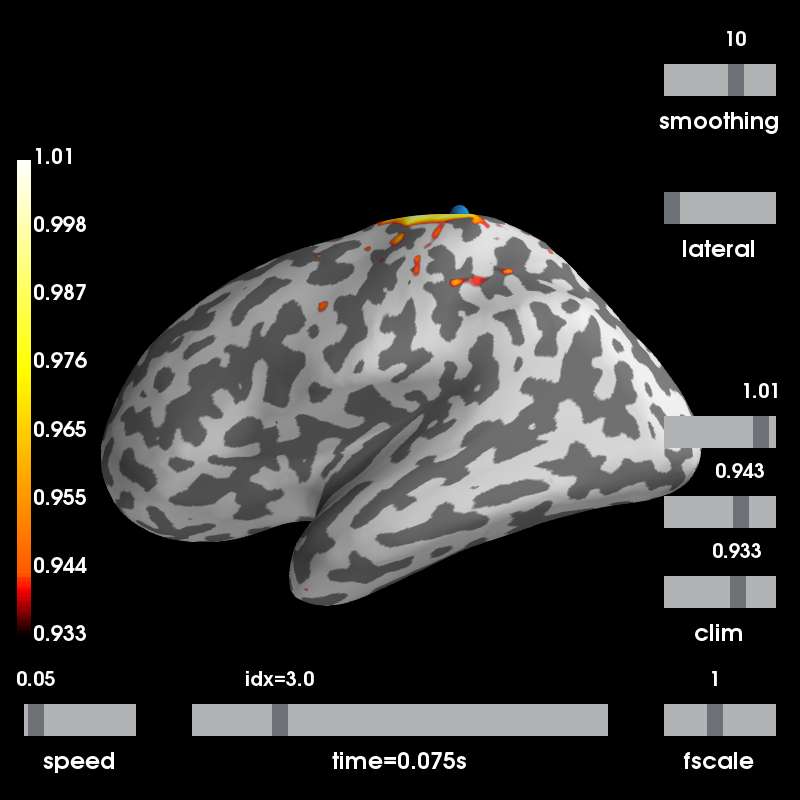 10
smoothing
1.01
0.998
lateral
0.987
0.976
1.01
0.965
0.943
0.955
0.933
0.944
clim
0.933
0.05
idx=3.0
1
speed
time=0.075s
fscale